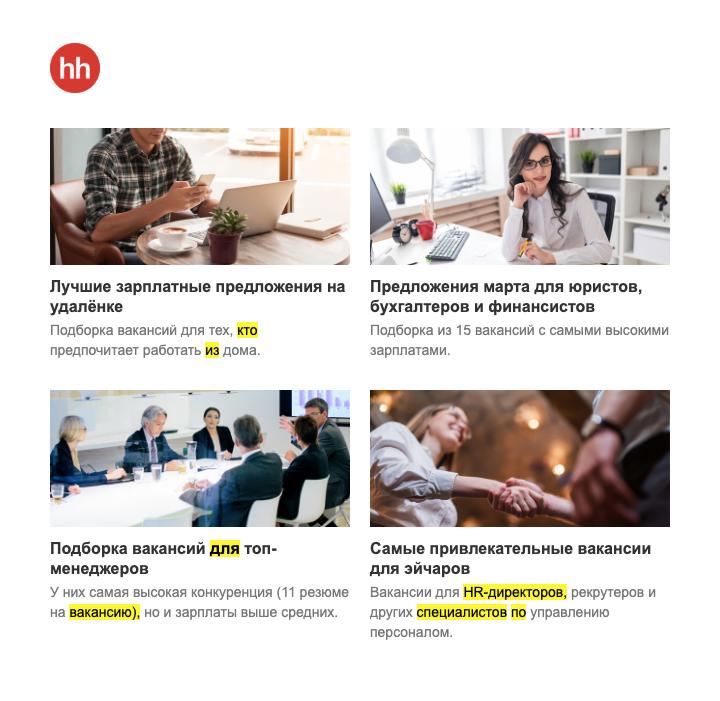 hh
Лучшие зарплатные предложения на
удалёнке
Подборка вакансий для тех, кто
предпочитает работать из дома.
Предложения марта для юристов,
бухгалтеров и финансистов
Подборка из 15 вакансий с самыми высокими
зарплатами.
Подборка вакансий для топ-
менеджеров
У них самая высокая конкуренция (11 резюме
на вакансию), но и зарплаты выше средних.
Самые привлекательные вакансии
для эйчаров
Вакансии для HR-директоров, рекрутеров и
других специалистов по управлению
персоналом.